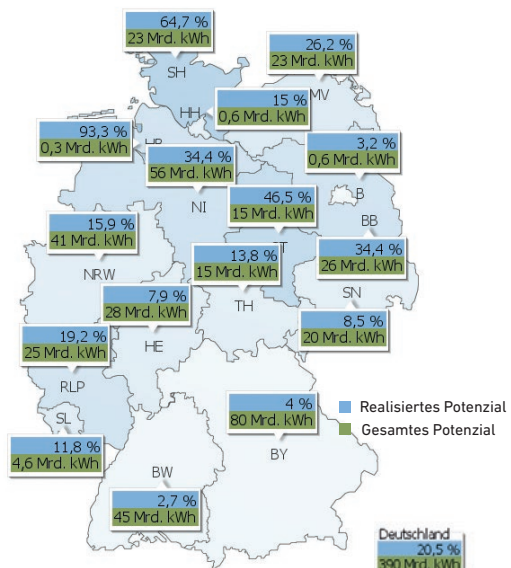 64,7 %
23 Mrd. kWh
SH
26,2 %
23 Mrd. kWh
MV
15 %
0,6 Mrd. kWh
HH
93,3 %
0,3 Mrd. kWh
HB
34,4 %
56 Mrd. kWh
NI
3,2 %
0,6 Mrd. kWh
B
BB
46,5 %
15 Mrd. kWh
ST
15,9 %
41 Mrd. kWh
NRW
13,8 %
15 Mrd. kWh
TH
34,4 %
26 Mrd. kWh
SN
7,9 %
28 Mrd. kWh
HE
8,5 %
20 Mrd. kWh
19,2 %
25 Mrd. kWh
RLP
SL
11,8 %
4,6 Mrd. kWh
4 %
80 Mrd. kWh
BY
Realisiertes Potenzial
Gesamtes Potenzial
BW
2,7 %
45 Mrd. kWh
Deutschland
20,5 %
390 Mrd. kWh